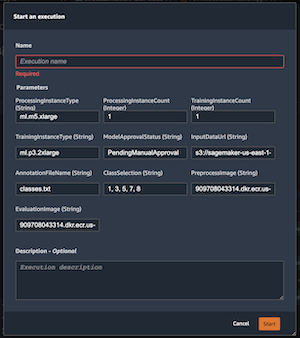 Start an execution
Name
Execution name
Required
Parameters
ProcessingInstanceType (String)
ml.m5.xlarge
ProcessingInstanceCount (Integer)
1
TrainingInstanceCount (Integer)
1
TrainingInstanceType (String)
ml.p3.2xlarge
ModelApprovalStatus (String)
PendingManualApproval
InputDataUrl (String)
s3://sagemaker-us-east-1-
AnnotationFileName (String)
classes.txt
ClassSelection (String)
1, 3, 5, 7, 8
PreprocessImage (String)
909708043314.dkr.ecr.us-
EvaluationImage (String)
909708043314.dkr.ecr.us-
Description - Optional
Execution description
Cancel
Start